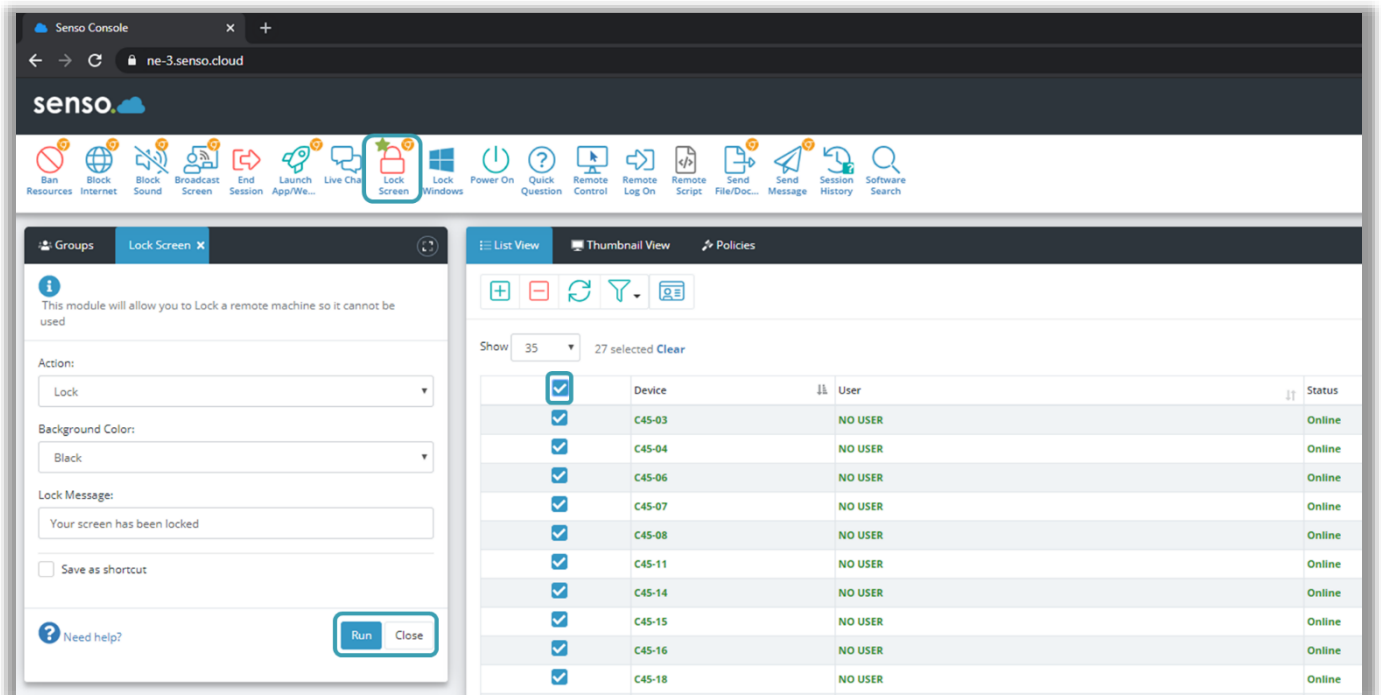 Senso Console
ne-3.senso.cloud
senso.
Ban Resources
Block Internet
Block Sound
Broadcast Screen
End Session
Launch App/We...
Live Cha
Lock Screen
Lock Windows
Power On
Quick Question
Remote Control
Remote Log On
Remote Script
Send File/Doc...
Send Message
Session History
Software Search
Groups
Lock Screen
This module will allow you to Lock a remote machine so it cannot be
used
Action:
Lock
Background Color:
Black
Lock Message:
Your screen has been locked
Save as shortcut
Need help?
Run
Close
List View
Thumbnail View
Policies
Show 35 27 selected Clear
Device User Status
C45-03 NO USER Online
C45-04 NO USER Online
C45-06 NO USER Online
C45-07 NO USER Online
C45-08 NO USER Online
C45-11 NO USER Online
C45-14 NO USER Online
C45-15 NO USER Online
C45-16 NO USER Online
C45-18 NO USER Online